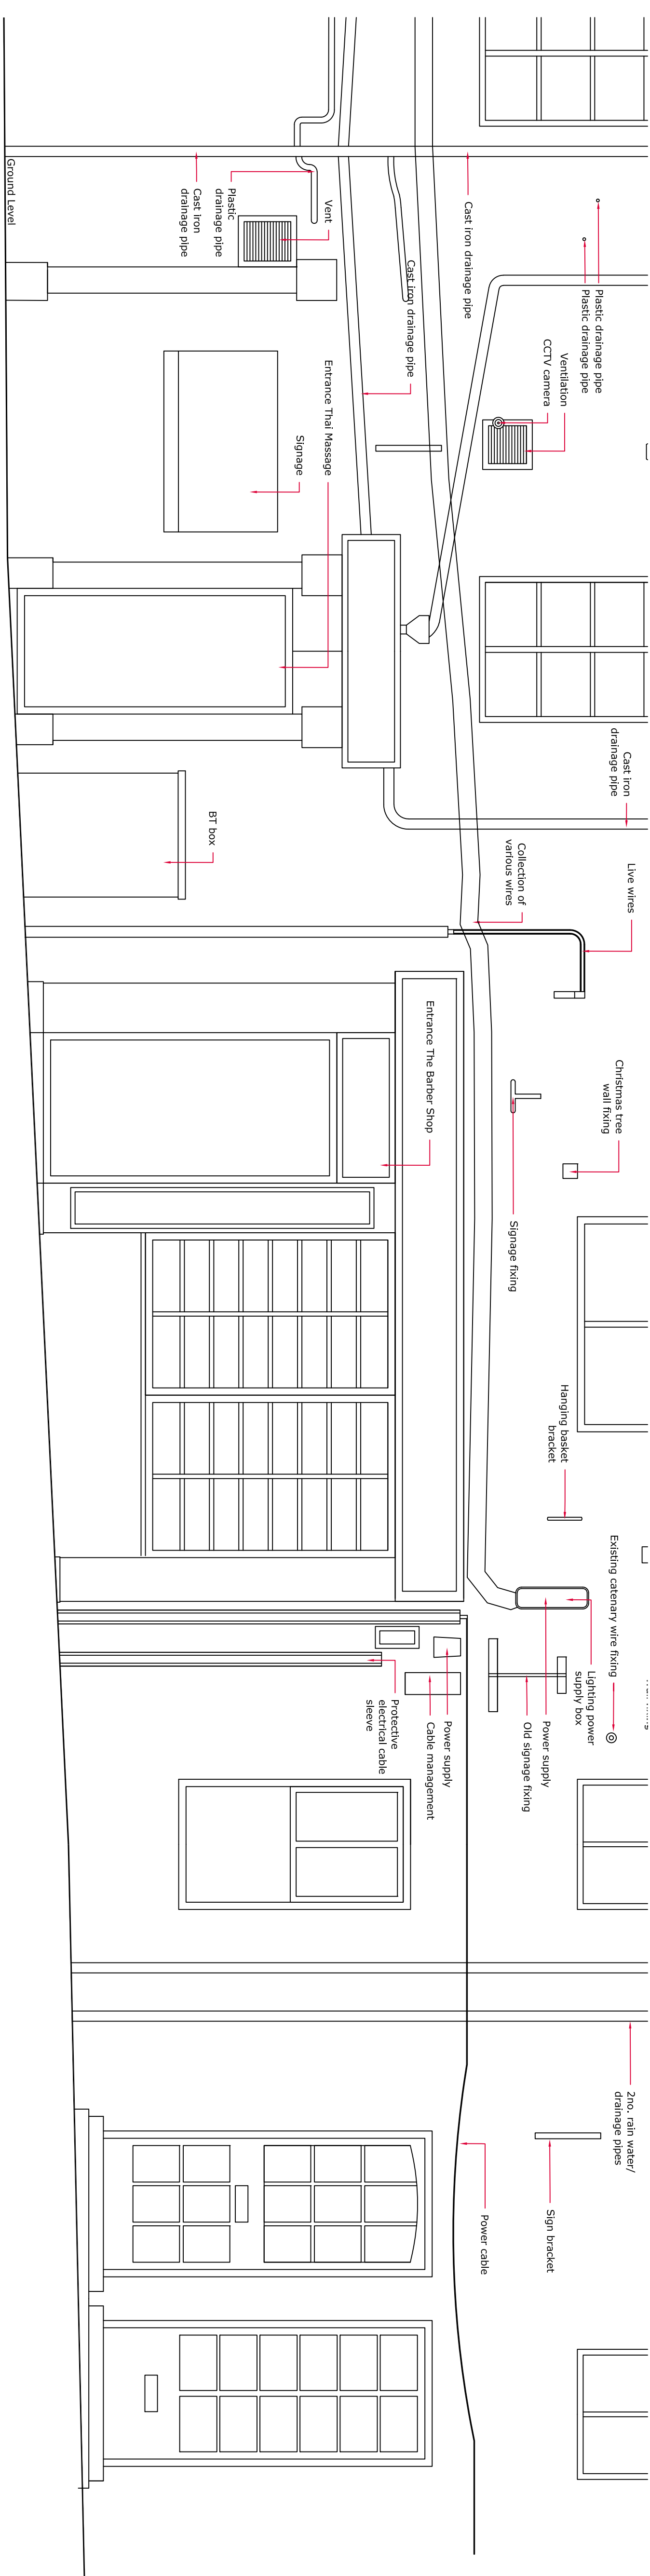 Ground Level
Cast iron
drainage pipe
Plastic
drainage pipe
Vent
Cast iron drainage pipe
Cast iron drainage pipe
Plastic drainage pipe
Plastic drainage pipe
Ventilation
CCTV camera
Entrance Thai Massage
Signage
Cast iron
drainage pipe
BT box
Collection of
various wires
Live wires
Entrance The Barber Shop
Christmas tree
wall fixing
Signage fixing
Hanging basket
bracket
Existing catenary wire fixing
Lighting power
supply box
Power supply
Old signage fixing
Power supply
Cable management
Protective
electrical cable
sleeve
2no. rain water/
drainage pipes
Sign bracket
Power cable